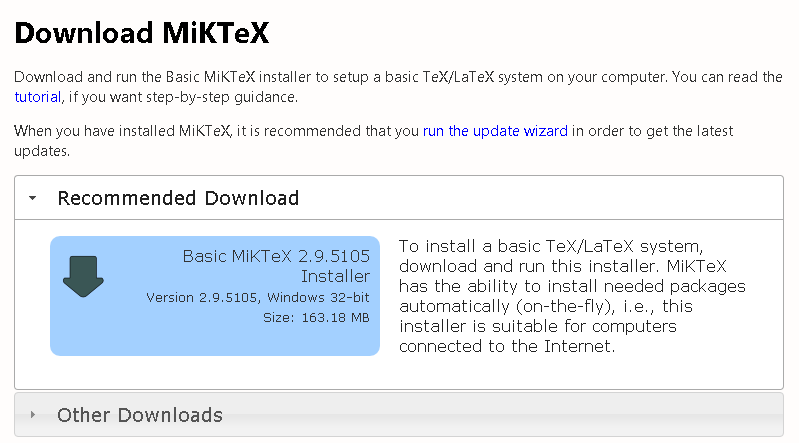 Download MiKTeX
Download and run the Basic MiKTeX installer to setup a basic TeX/LaTeX system on your computer. You can read the
tutorial, if you want step-by-step guidance.
When you have installed MiKTeX, it is recommended that you run the update wizard in order to get the latest
updates.
Recommended Download
Basic MiKTeX 2.9.5105
Installer
Version 2.9.5105, Windows 32-bit
Size: 163.18 MB
To install a basic TeX/LaTeX system,
download and run this installer. MiKTeX
has the ability to install needed packages
automatically (on-the-fly), i.e., this
installer is suitable for computers
connected to the Internet.
Other Downloads